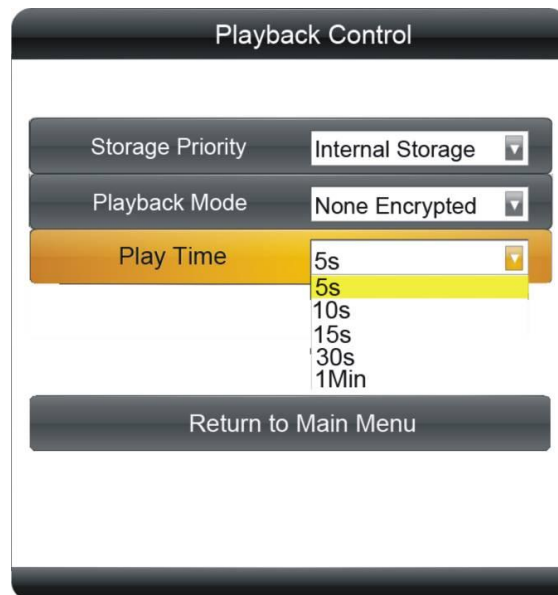 Playback Control
Storage Priority Internal Storage
Playback Mode None Encrypted
Play Time 5s
5s
10s
15s
30s
1Min
Return to Main Menu